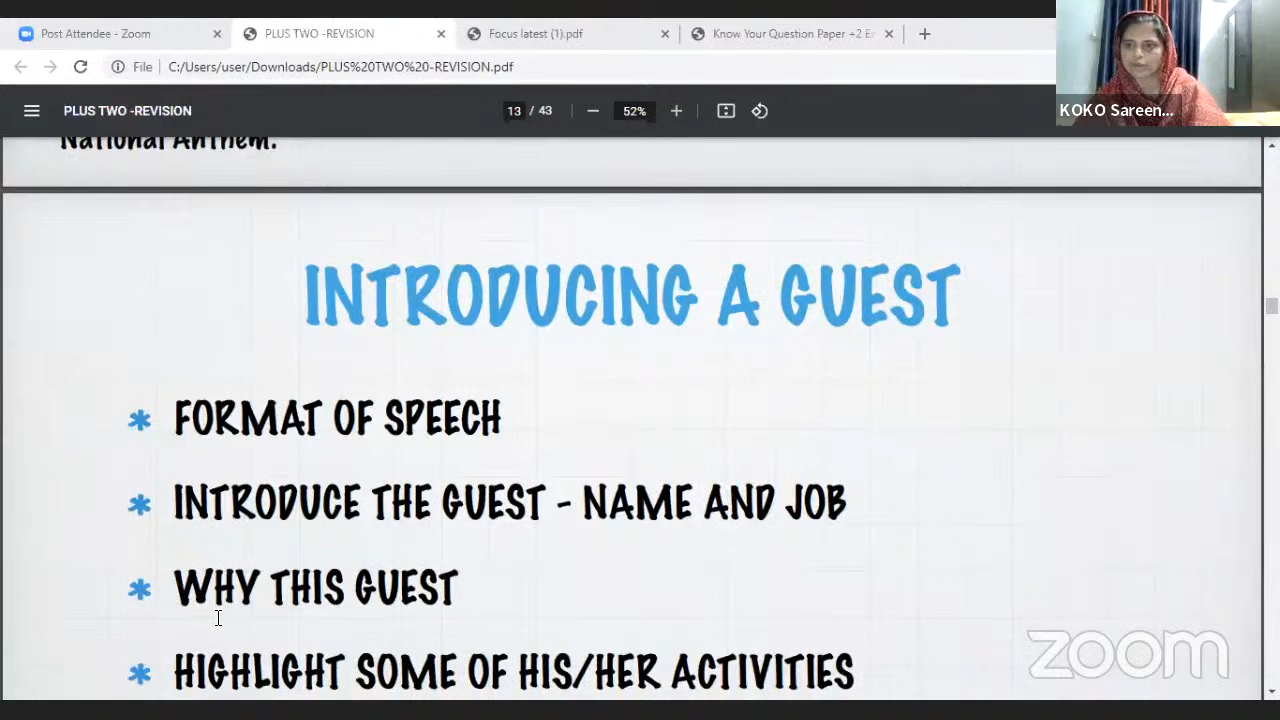 Post Attendee - Zoom
PLUS TWO -REVISION
Focus latest (1).pdf
Know Your Question Paper +2 En
File
C:/Users/user/Downloads/PLUS%20TWO%20-REVISION.pdf
PLUS TWO -REVISION
13 / 43
52%
KOKO Sareen...
National Anthem.
INTRODUCING A GUEST
* FORMAT OF SPEECH
* INTRODUCE THE GUEST - NAME AND JOB
* WHY THIS GUEST
* HIGHLIGHT SOME OF HIS/HER ACTIVITIES
zoom